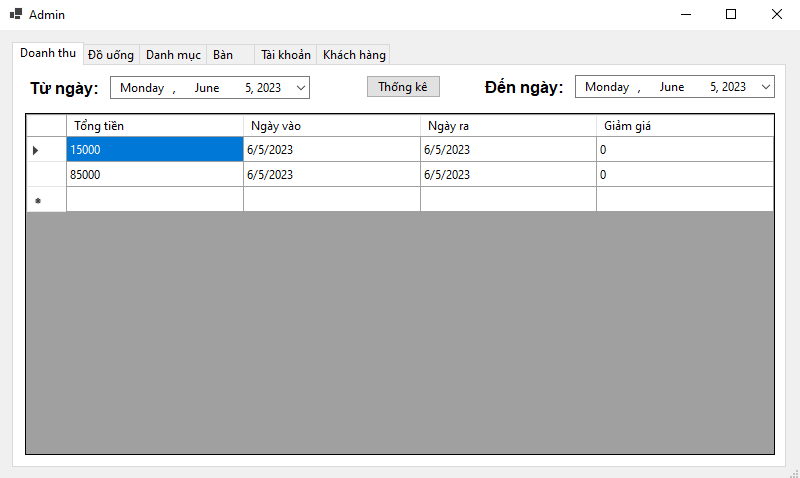 Admin
Doanh thu Đồ uống Danh mục Bàn Tài khoản Khách hàng
Từ ngày: Monday , June 5, 2023 Thống kê Đến ngày: Monday , June 5, 2023
Tổng tiền Ngày vào Ngày ra Giảm giá
15000 6/5/2023 6/5/2023 0
85000 6/5/2023 6/5/2023 0